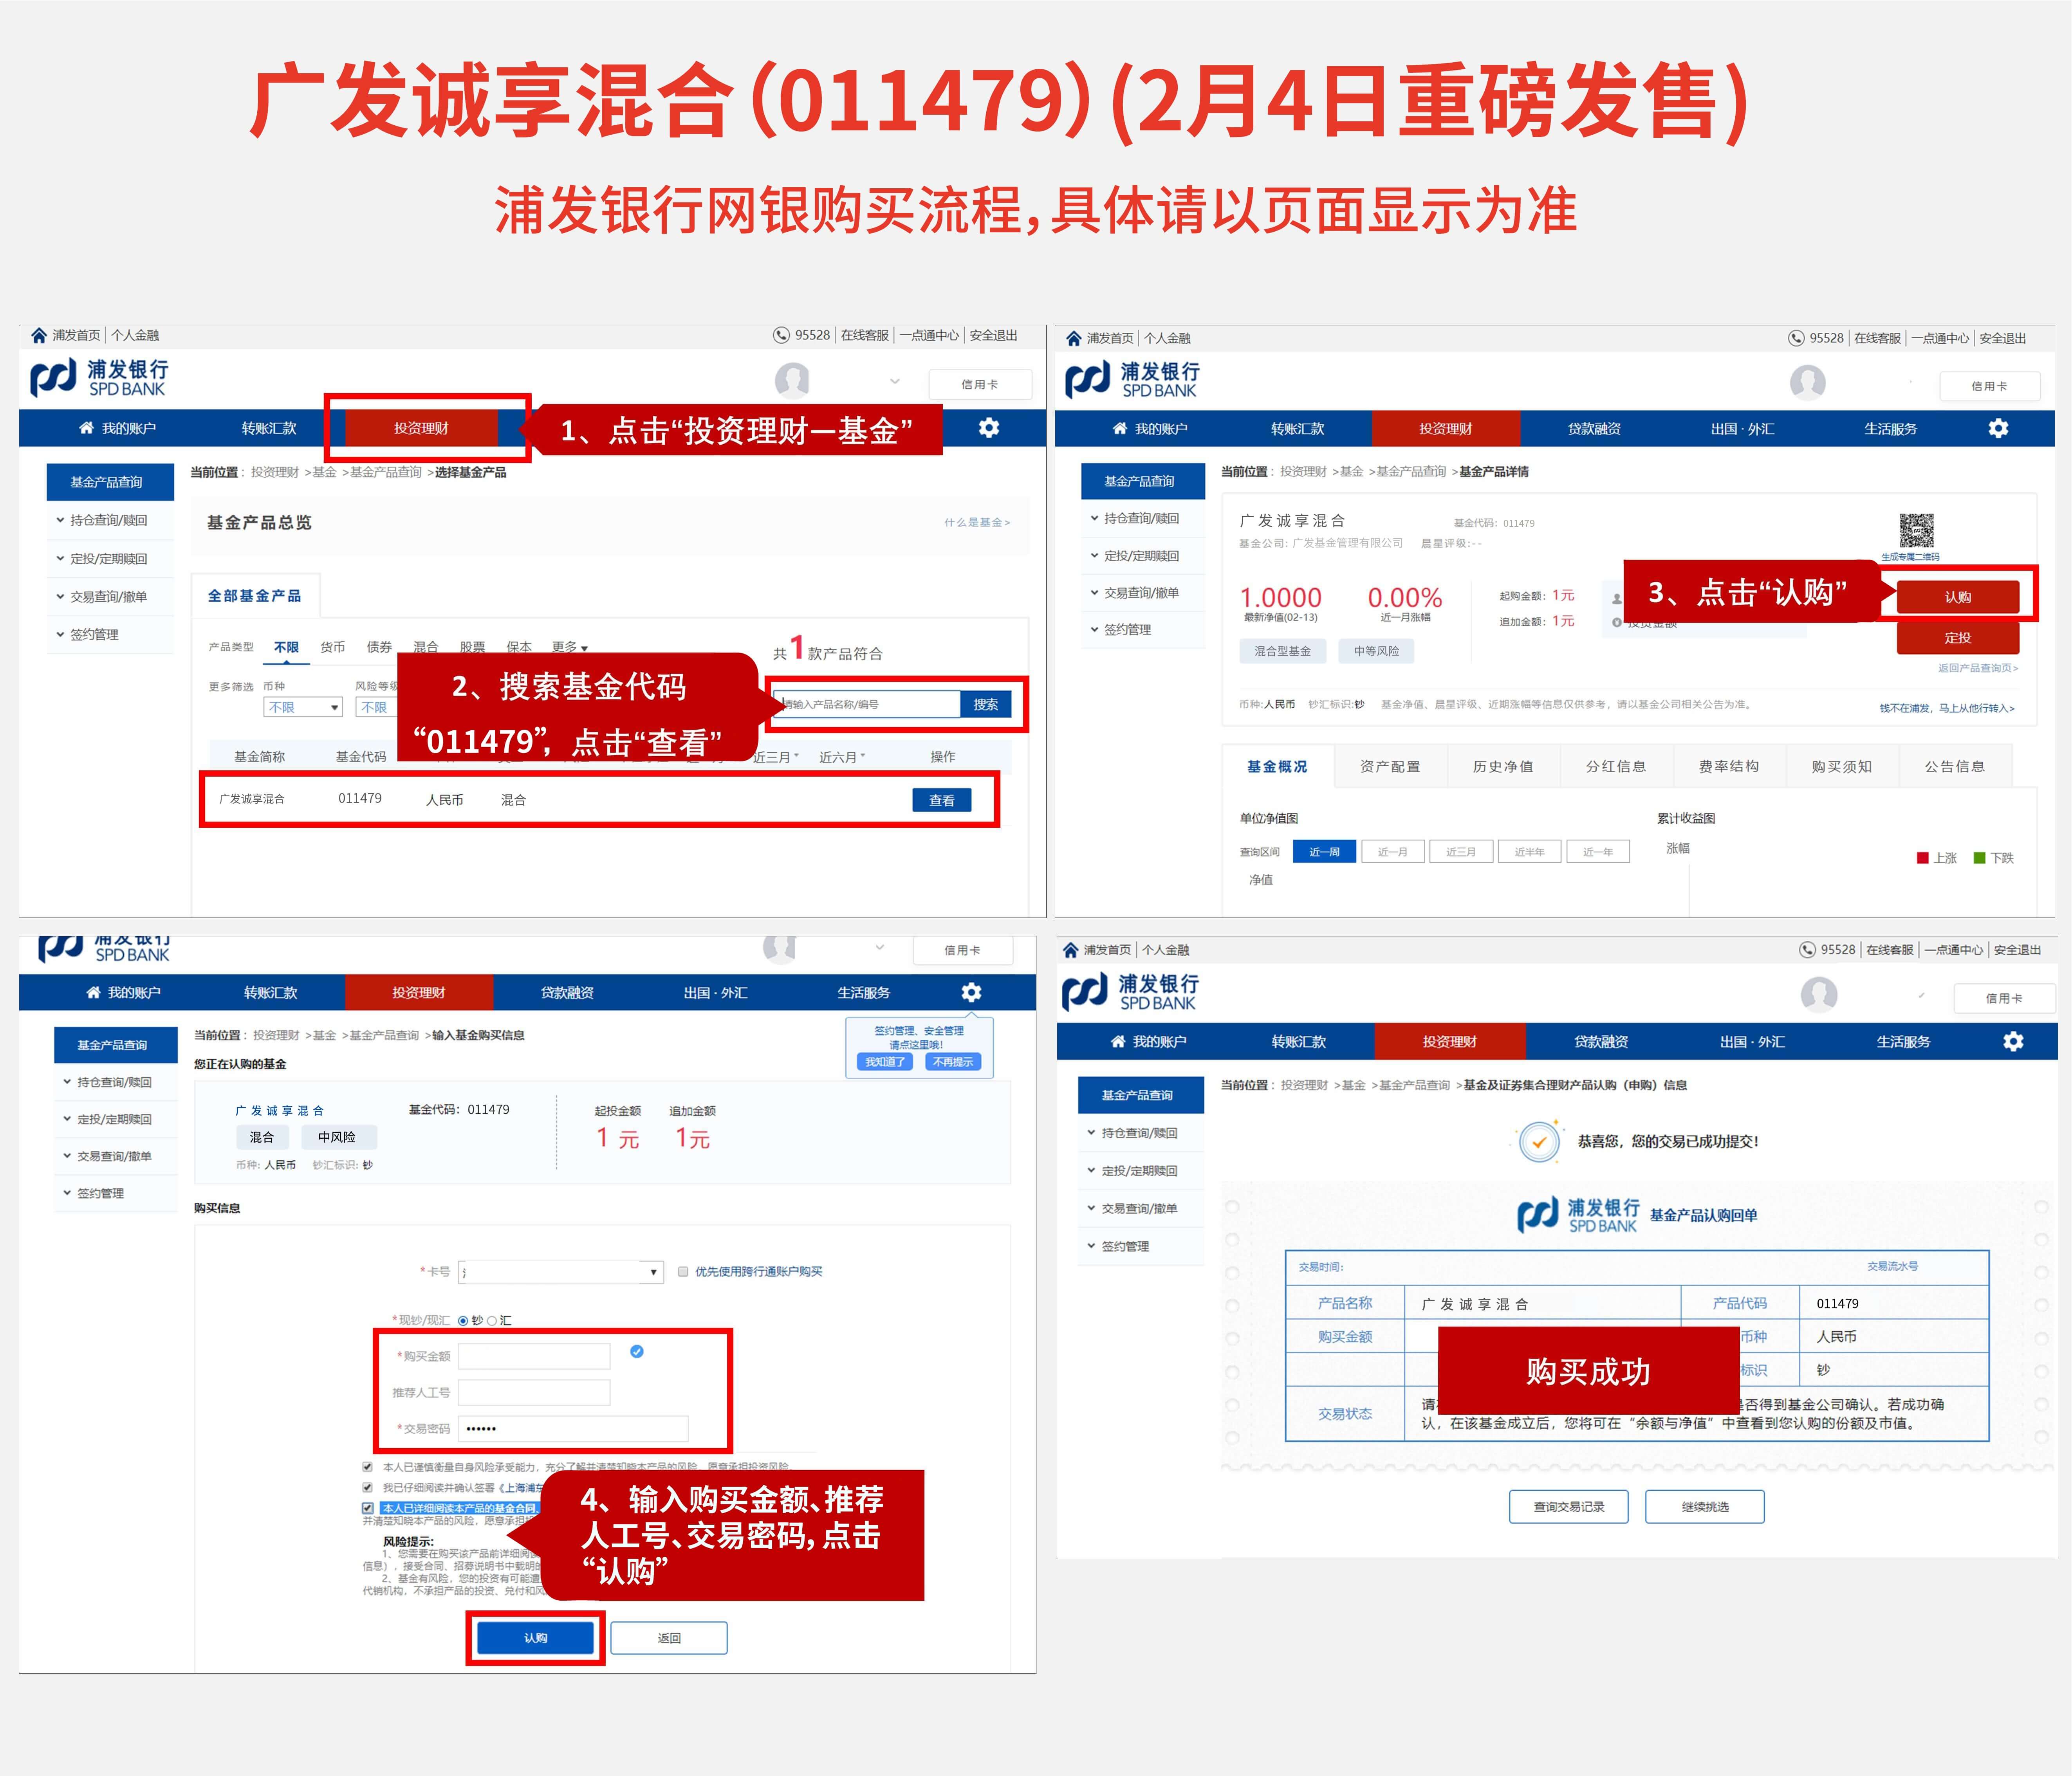 广发诚享混合(011479)(2月4日重磅发售)
浦发银行网银购买流程,具体请以页面显示为准
浦发首页 个人金融
95528 在线客服 一点通中心 安全退出
浦发银行
SPD BANK
信用卡
我的账户 转账汇款 投资理财
1、点击“投资理财—基金”
基金产品查询
持仓查询/赎回
定投/定期赎回
交易查询/撤单
签约管理
当前位置: 投资理财 >基金 >基金产品查询 >选择基金产品
基金产品总览
什么是基金>
全部基金产品
产品类型 不限 货币 债券 混合 股票 保本 更多
共1款产品符合
更多筛选 币种 风险等级
不限 不限
2、搜索基金代码
“011479”,点击“查看”
请输入产品名称/编号 搜索
基金简称 基金代码 近三月 近六月 操作
广发诚享混合 011479 人民币 混合 查看
浦发首页 个人金融
95528 在线客服 一点通中心 安全退出
浦发银行
SPD BANK
信用卡
我的账户 转账汇款 投资理财 贷款融资 出国·外汇 生活服务
基金产品查询
持仓查询/赎回
定投/定期赎回
交易查询/撤单
签约管理
当前位置: 投资理财 >基金 >基金产品查询 >基金产品详情
广发诚享混合 基金代码: 011479
基金公司: 广发基金管理有限公司 晨星评级:--
生成专属二维码
1.0000 0.00%
最新净值(02-13) 近一月涨幅
起购金额: 1元
追加金额: 1元
投资金额
3、点击“认购”
认购
定投
混合型基金 中等风险
返回产品查询页>
币种:人民币 钞汇标识:钞 基金净值、晨星评级、近期涨幅等信息仅供参考,请以基金公司相关公告为准。
钱不在浦发,马上从他行转入>
基金概况 资产配置 历史净值 分红信息 费率结构 购买须知 公告信息
单位净值图 累计收益图
查询区间 近一周 近一月 近三月 近半年 近一年
涨幅
上涨 下跌
净值
浦发银行
SPD BANK
信用卡
我的账户 转账汇款 投资理财 贷款融资 出国·外汇 生活服务
签约管理、安全管理
请点这里哦!
我知道了 不再提示
基金产品查询
持仓查询/赎回
定投/定期赎回
交易查询/撤单
签约管理
当前位置: 投资理财 >基金 >基金产品查询 >输入基金购买信息
您正在认购的基金
广发诚享混合 基金代码: 011479
混合 中风险
币种: 人民币 钞汇标识: 钞
起投金额 追加金额
1 元 1元
购买信息
*卡号 优先使用跨行通账户购买
*现钞/现汇 钞 汇
*购买金额
推荐人工号
*交易密码 ••••••
本人已谨慎衡量自身风险承受能力,充分了解并清楚知晓本产品的风险,愿意承担投资风险。
我已仔细阅读并确认签署《上海浦东
本人已详细阅读本产品的基金合同、
并清楚知晓本产品的风险,愿意承担
风险提示:
1、您需要在购买该产品前详细阅读
信息),接受合同、招募说明书中载明的
2、基金有风险,您的投资有可能遭
代销机构,不承担产品的投资、兑付和风
4、输入购买金额、推荐
人工号、交易密码,点击
“认购”
认购 返回
浦发首页 个人金融
95528 在线客服 一点通中心 安全退出
浦发银行
SPD BANK
信用卡
我的账户 转账汇款 投资理财 贷款融资 出国·外汇 生活服务
基金产品查询
持仓查询/赎回
定投/定期赎回
交易查询/撤单
签约管理
当前位置: 投资理财 >基金 >基金产品查询 >基金及证券集合理财产品认购(申购)信息
恭喜您,您的交易已成功提交!
浦发银行
SPD BANK
基金产品认购回单
交易时间: 交易流水号
产品名称 广发诚享混合 产品代码 011479
购买金额 币种 人民币
标识 钞
购买成功
交易状态
请 是否得到基金公司确认。若成功确
认,在该基金成立后,您将可在“余额与净值”中查看到您认购的份额及市值。
查询交易记录 继续挑选